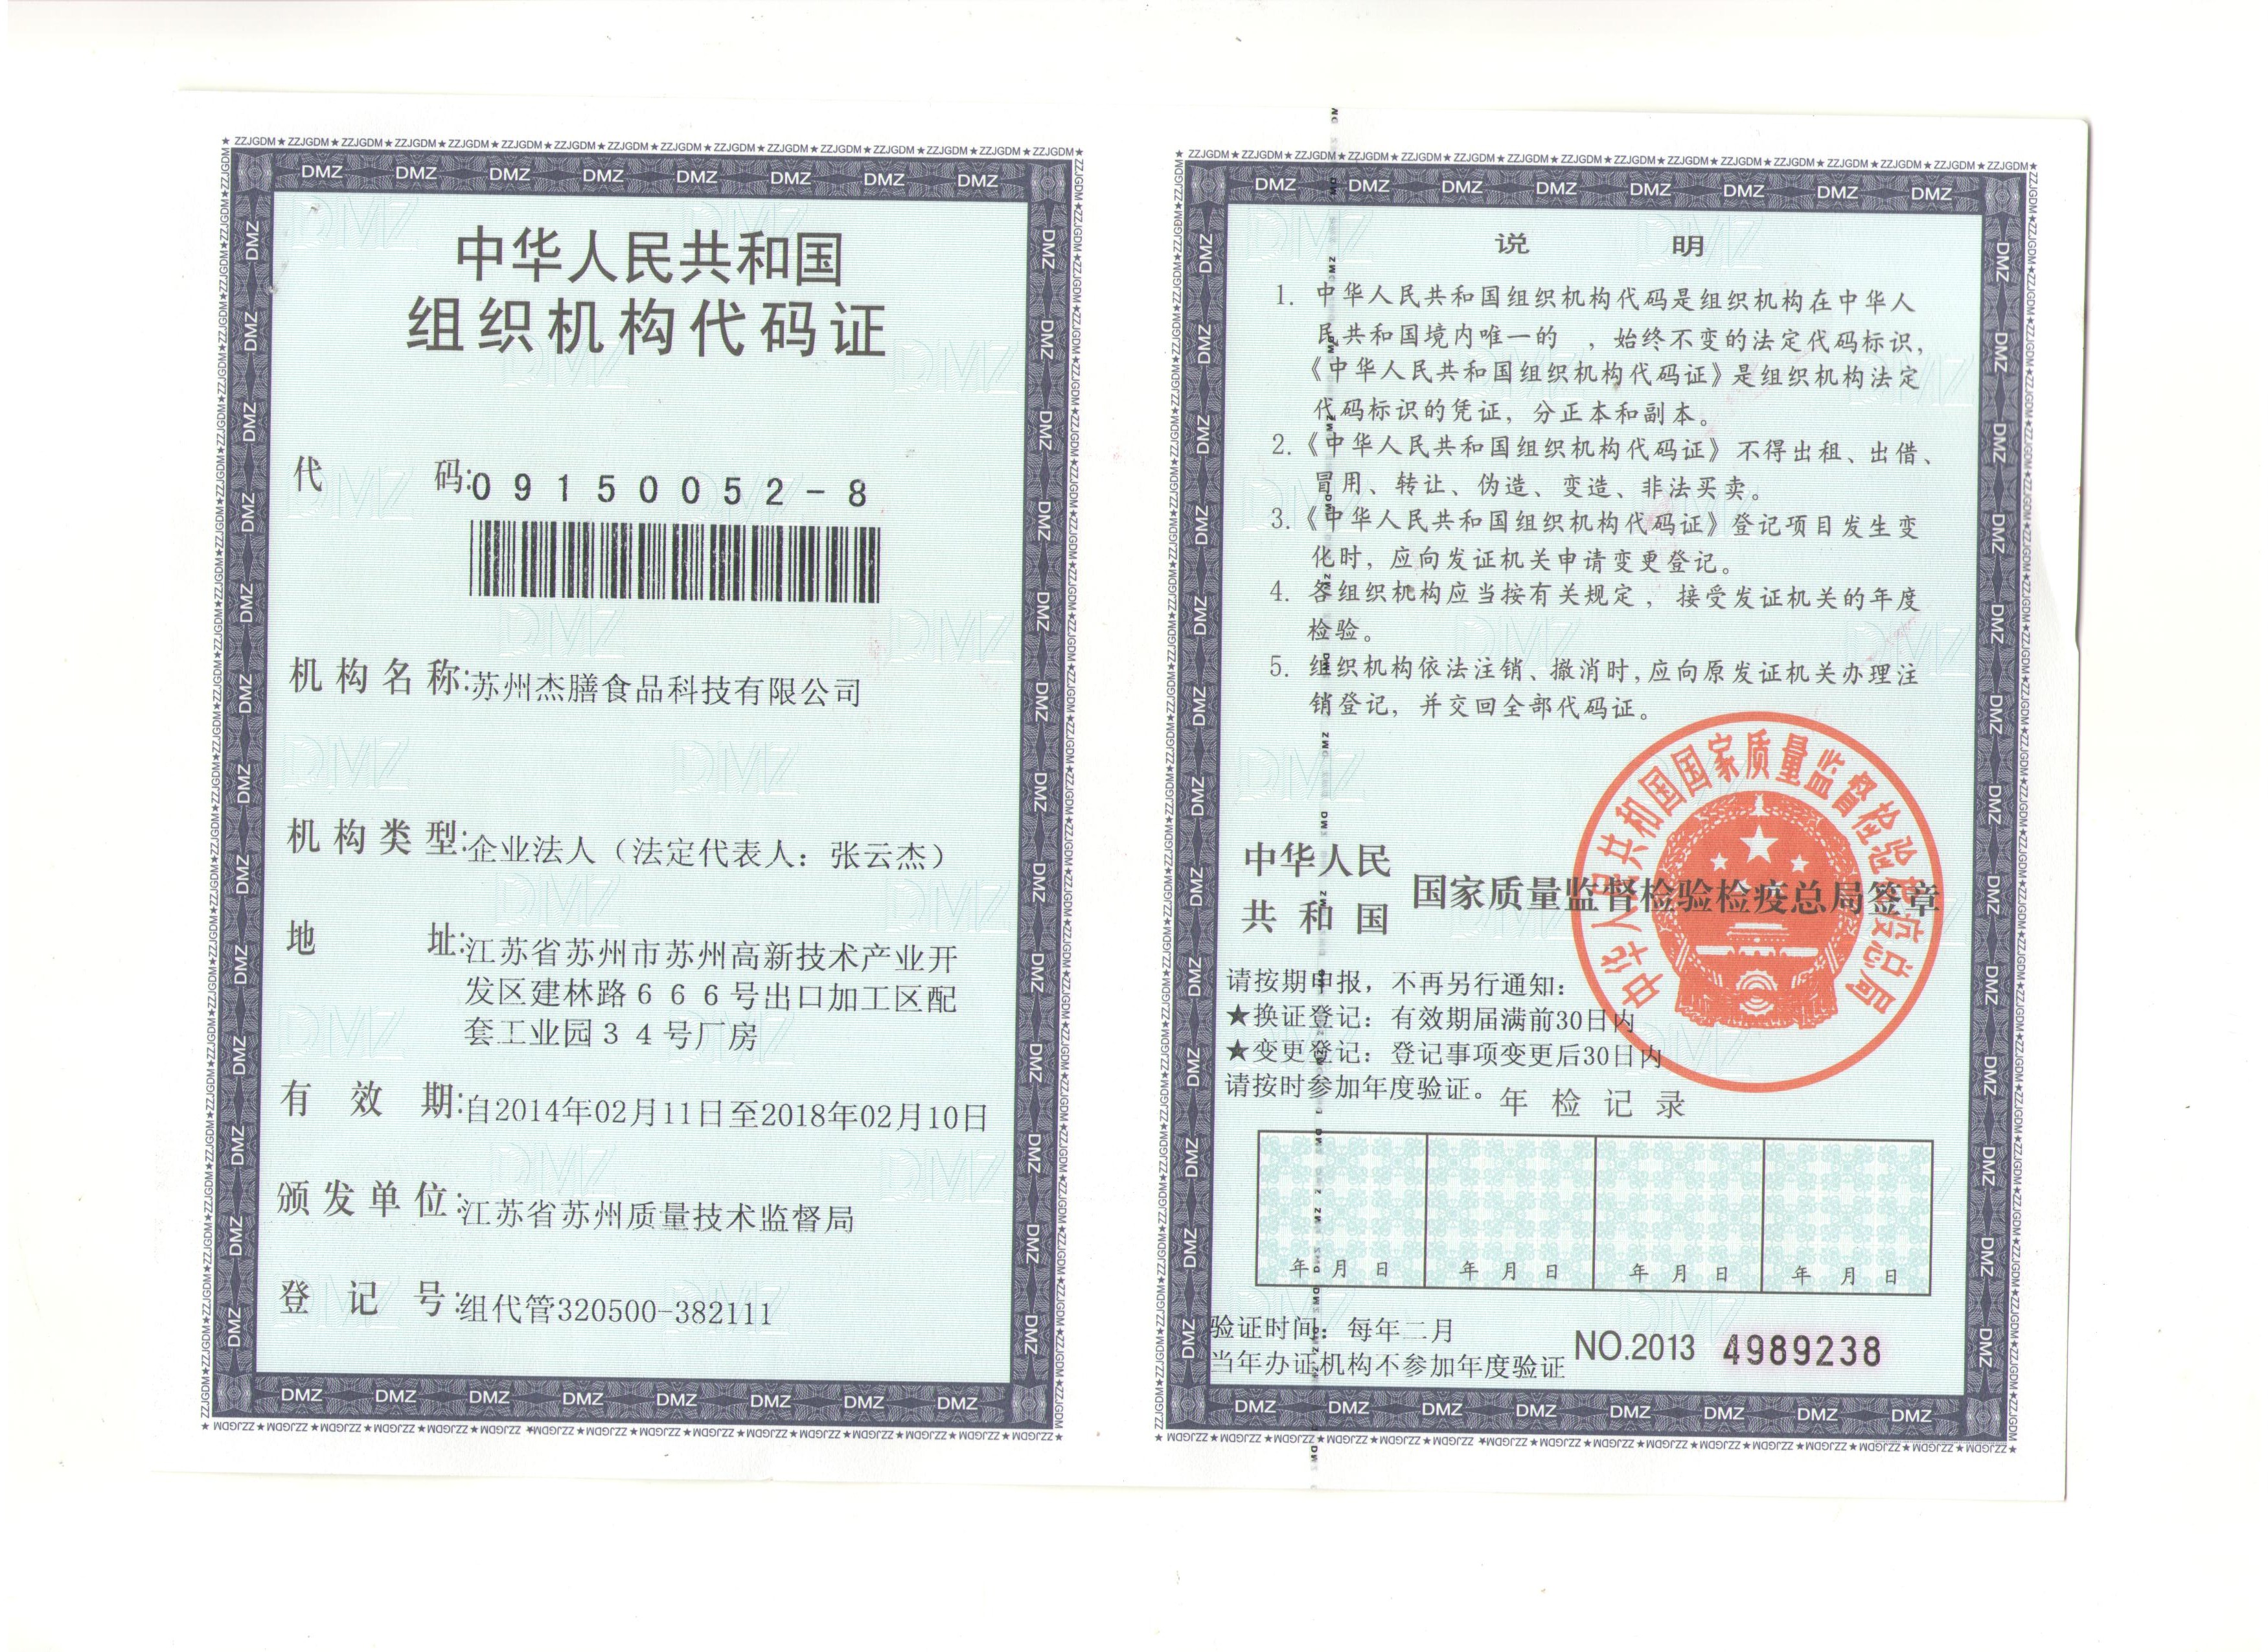 中华人民共和国
组织机构代码证
代 码:09150052-8
机构名称:苏州杰膳食品科技有限公司
机构类型:企业法人（法定代表人：张云杰）
地 址:江苏省苏州市苏州高新技术产业开
发区建林路６６６号出口加工区配
套工业园３４号厂房
有 效 期:自2014年02月11日至2018年02月10日
颁发单位:江苏省苏州质量技术监督局
登 记 号:组代管320500-382111
说 明
1. 中华人民共和国组织机构代码是组织机构在中华人
民共和国境内唯一的 ，始终不变的法定代码标识，
《中华人民共和国组织机构代码证》是组织机构法定
代码标识的凭证，分正本和副本。
2.《中华人民共和国组织机构代码证》不得出租、出借、
冒用、转让、伪造、变造、非法买卖。
3.《中华人民共和国组织机构代码证》登记项目发生变
化时，应向发证机关申请变更登记。
4. 各组织机构应当按有关规定，接受发证机关的年度
检验。
5. 组织机构依法注销、撤消时，应向原发证机关办理注
销登记，并交回全部代码证。
中华人民共和国国家质量监督检验检疫总局
中华人民
共 和 国 国家质量监督检验检疫总局签章
请按期申报，不再另行通知：
★换证登记：有效期届满前30日内
★变更登记：登记事项变更后30日内
请按时参加年度验证。
年 检 记 录
年 月 日 年 月 日 年 月 日 年 月 日
验证时间：每年二月
当年办证机构不参加年度验证
NO.2013 4989238